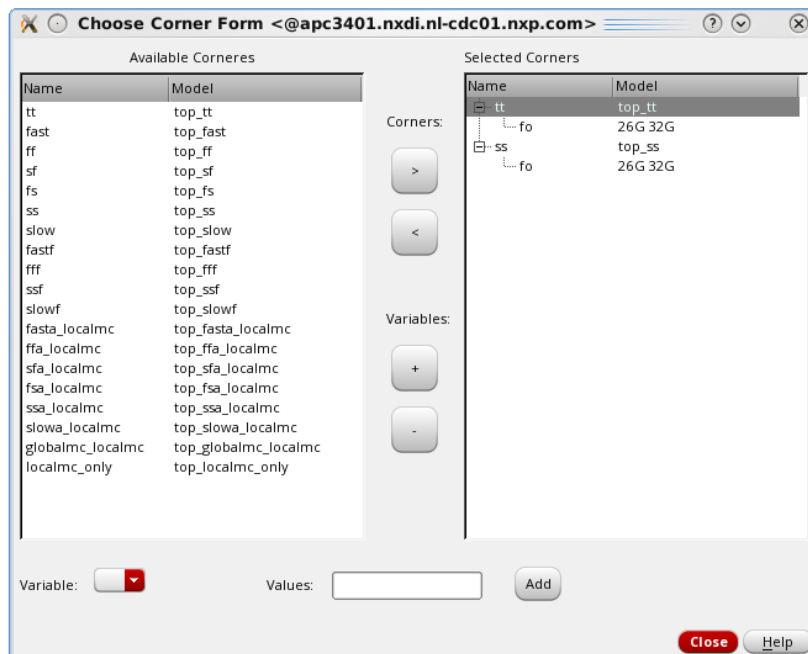 Choose Corner Form <@apc3401.nxdi.nl-cdc01.nxp.com>
Available Corneres
Name Model
tt top_tt
fast top_fast
ff top_ff
sf top_sf
fs top_fs
ss top_ss
slow top_slow
fastf top_fastf
fff top_fff
ssf top_ssf
slowf top_slowf
fasta_localmc top_fasta_localmc
ffa_localmc top_ffa_localmc
sfa_localmc top_sfa_localmc
fsa_localmc top_fsa_localmc
ssa_localmc top_ssa_localmc
slowa_localmc top_slowa_localmc
globalmc_localmc top_globalmc_localmc
localmc_only top_localmc_only
Corners:
>
<
Variables:
+
-
Selected Corners
Name Model
tt top_tt
fo 26G 32G
ss top_ss
fo 26G 32G
Variable: Values: Add
Close Help